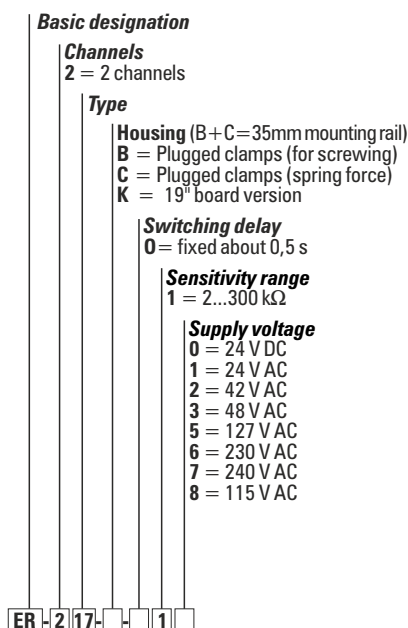 Basic designation
Channels
2 = 2 channels
Type
Housing (B+C=35mm mounting rail)
B = Plugged clamps (for screwing)
C = Plugged clamps (spring force)
K = 19" board version
Switching delay
0 = fixed about 0,5 s
Sensitivity range
1 = 2...300 kΩ
Supply voltage
0 = 24 V DC
1 = 24 V AC
2 = 42 V AC
3 = 48 V AC
5 = 127 V AC
6 = 230 V AC
7 = 240 V AC
8 = 115 V AC
ER - 2 17 - - 1